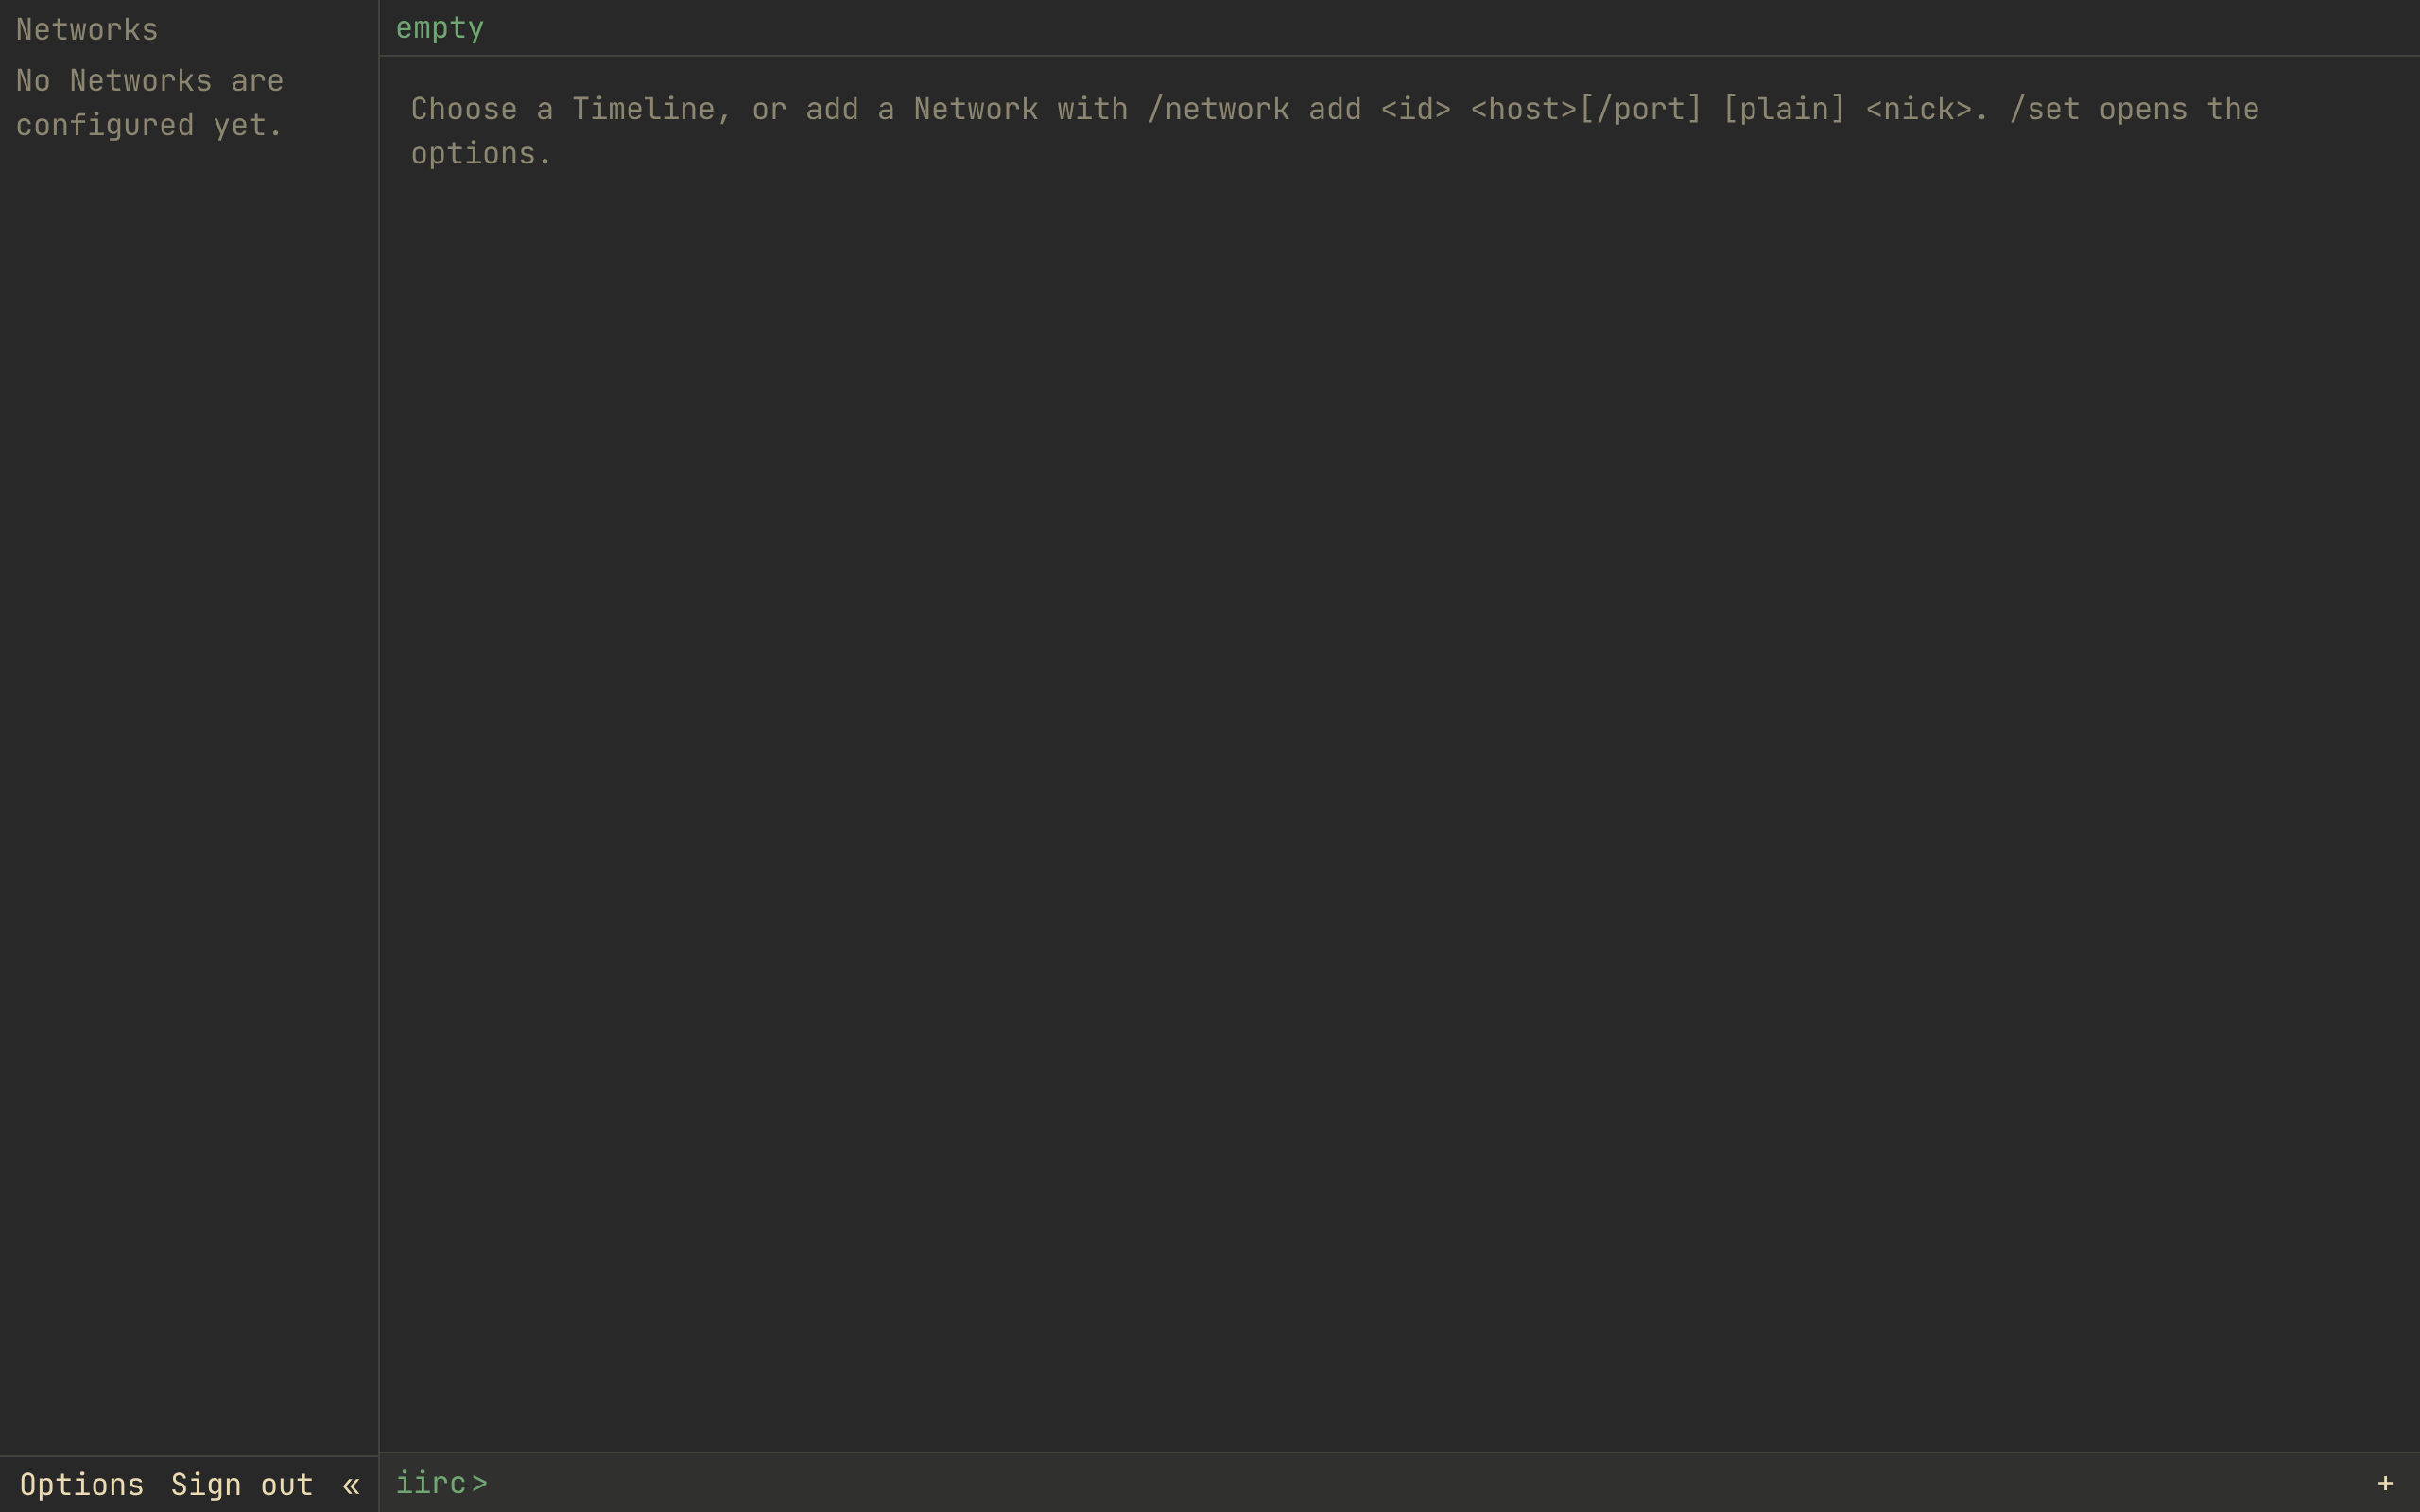 Networks
No Networks are
configured yet.
empty
Choose a Timeline, or add a Network with /network add <id> <host>[/port] [plain] <nick>. /set opens the
options.
Options Sign out «
iirc> +